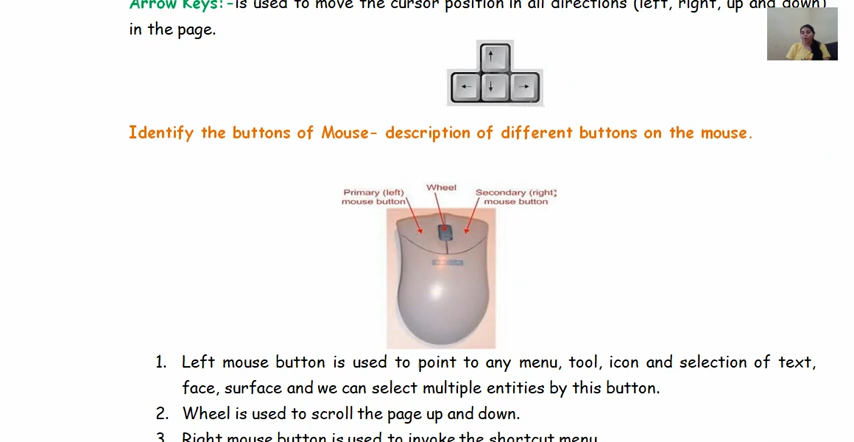 Arrow Keys:-is used to move the cursor position in all directions (left, right, up and down)
in the page.
Identify the buttons of Mouse- description of different buttons on the mouse.
Primary (left)
mouse button
Wheel
Secondary (right)
mouse button
1. Left mouse button is used to point to any menu, tool, icon and selection of text,
face, surface and we can select multiple entities by this button.
2. Wheel is used to scroll the page up and down.
3. Right mouse button is used to invoke the shortcut menu